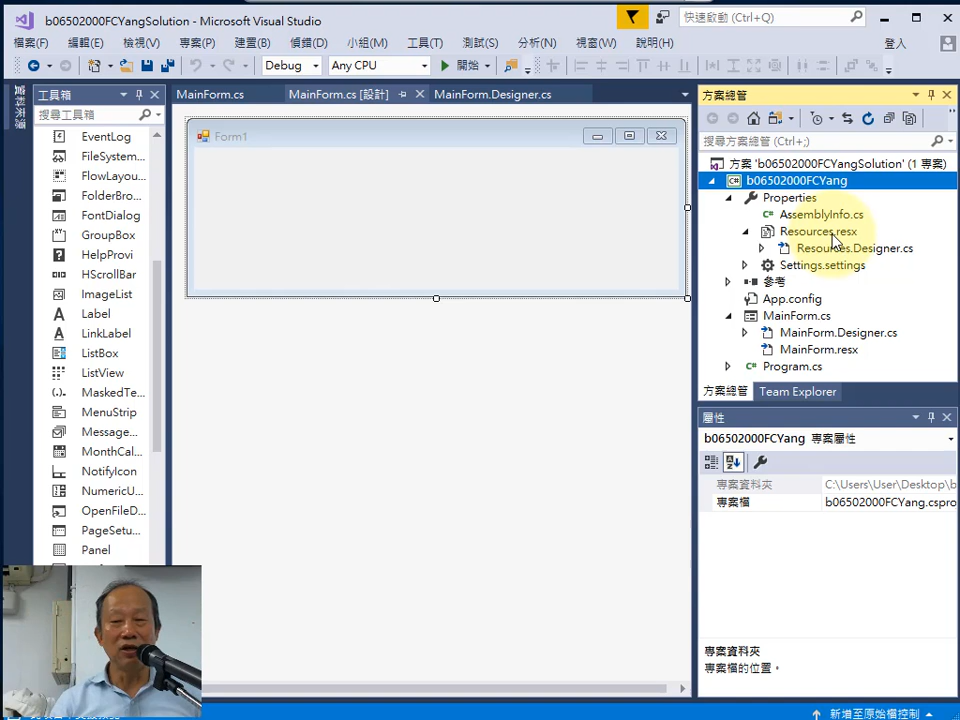 b06502000FCYangSolution - Microsoft Visual Studio
快速啟動 (Ctrl+Q)
檔案(F) 編輯(E) 檢視(V) 專案(P) 建置(B) 偵錯(D) 小組(M) 工具(T) 測試(S) 分析(N) 視窗(W) 說明(H) 登入
Debug Any CPU 開始
資料來源
工具箱
搜尋工具箱
EventLog
FileSystem...
FlowLayou...
FolderBro...
FontDialog
GroupBox
HelpProvi
HScrollBar
ImageList
Label
LinkLabel
ListBox
ListView
MaskedTe...
MenuStrip
Message...
MonthCal...
NotifyIcon
NumericU...
OpenFileD...
PageSetu...
Panel
MainForm.cs MainForm.cs [設計] MainForm.Designer.cs
Form1
方案總管
搜尋方案總管 (Ctrl+;)
方案 'b06502000FCYangSolution' (1 專案)
b06502000FCYang
Properties
AssemblyInfo.cs
Resources.resx
Resources.Designer.cs
Settings.settings
參考
App.config
MainForm.cs
MainForm.Designer.cs
MainForm.resx
Program.cs
方案總管 Team Explorer
屬性
b06502000FCYang 專案屬性
專案資料夾 C:\Users\User\Desktop\b
專案檔 b06502000FCYang.cspro
專案資料夾
專案檔的位置。
新增至原始檔控制